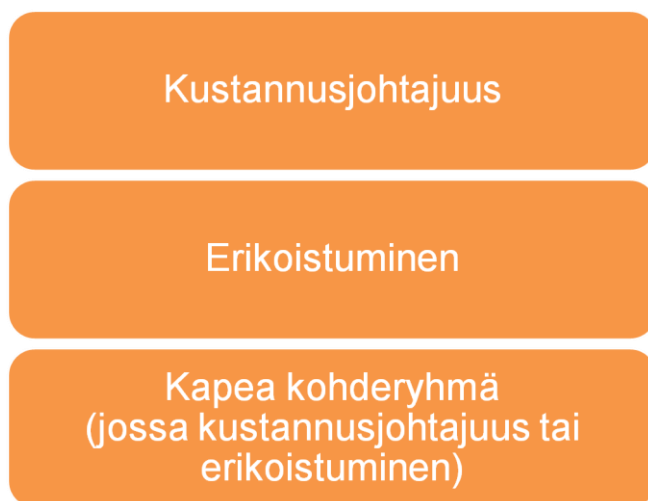 Kustannusjohtajuus
Erikoistuminen
Kapea kohderyhmä
(jossa kustannusjohtajuus tai
erikoistuminen)